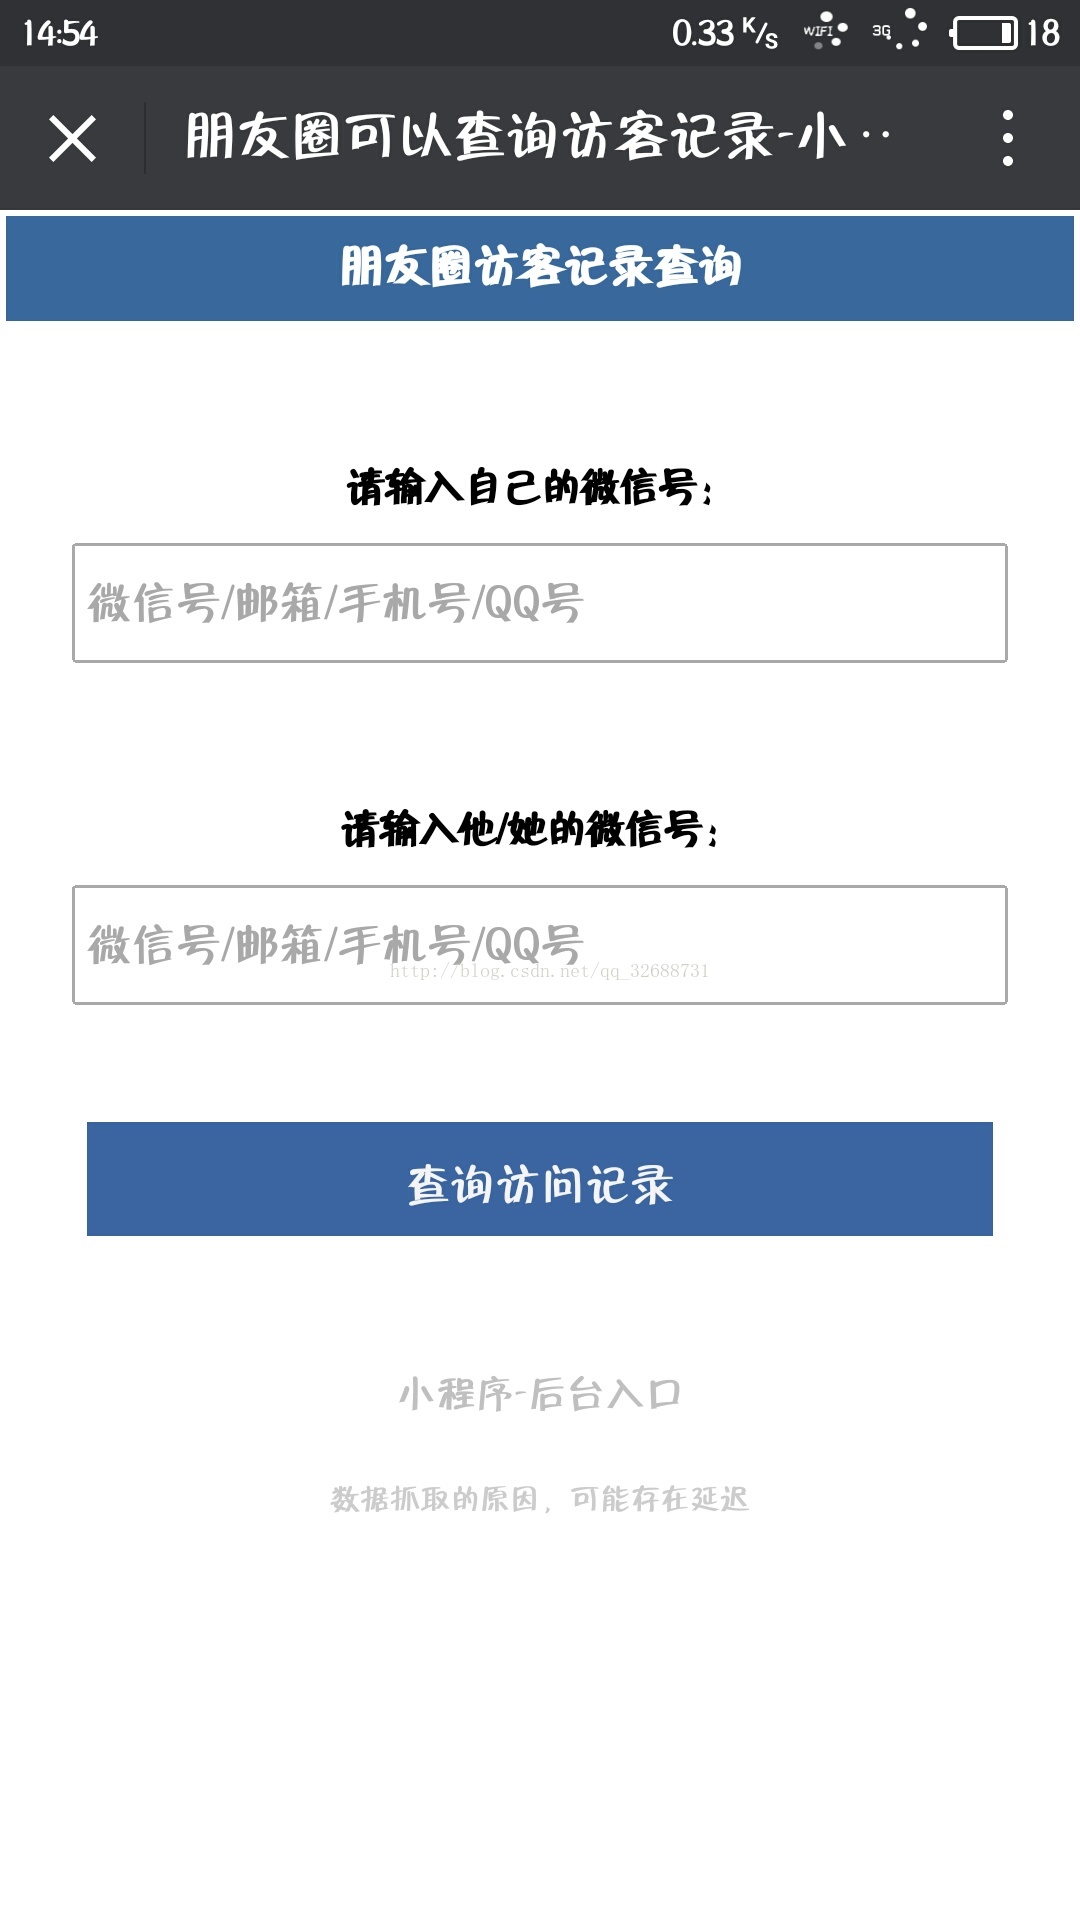 14:54 0.33 K/s WIFI 3G 18
朋友圈可以查询访客记录-小··
朋友圈访客记录查询
请输入自己的微信号：
微信号/邮箱/手机号/QQ号
请输入他/她的微信号：
微信号/邮箱/手机号/QQ号
http://blog.csdn.net/qq_32688731
查询访问记录
小程序-后台入口
数据抓取的原因，可能存在延迟